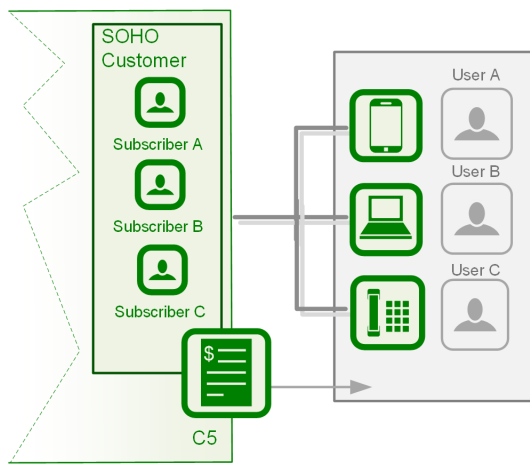 SOHO
Customer
Subscriber A
Subscriber B
Subscriber C
$
C5
User A
User B
User C